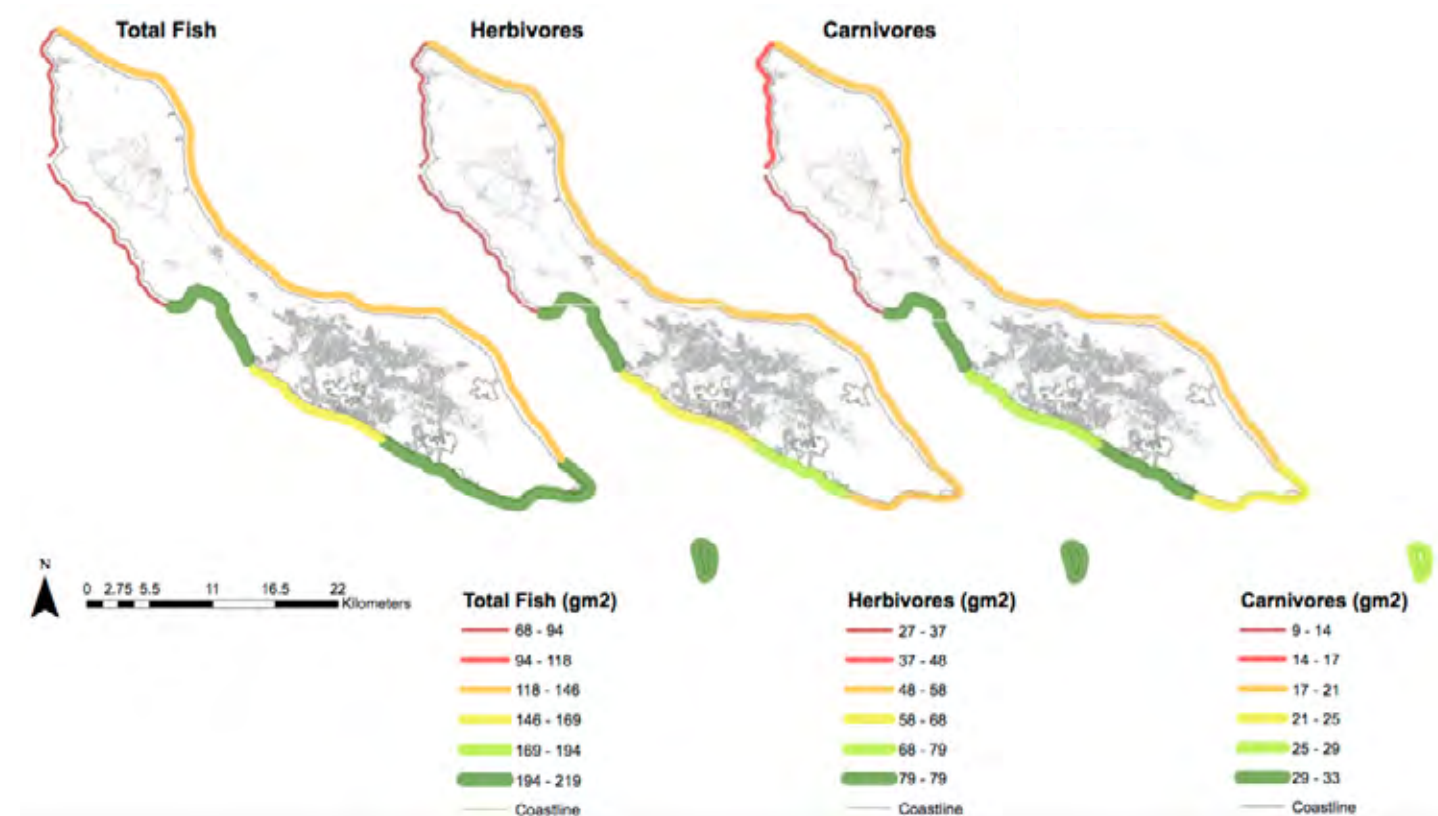 Total Fish
Herbivores
Carnivores
N
0 2.75 5.5 11 16.5 22
Kilometers
Total Fish (gm2)
68 - 94
94 - 118
118 - 146
146 - 169
169 - 194
194 - 219
Coastline
Herbivores (gm2)
27 - 37
37 - 48
48 - 58
58 - 68
68 - 79
79 - 79
Coastline
Carnivores (gm2)
9 - 14
14 - 17
17 - 21
21 - 25
25 - 29
29 - 33
Coastline